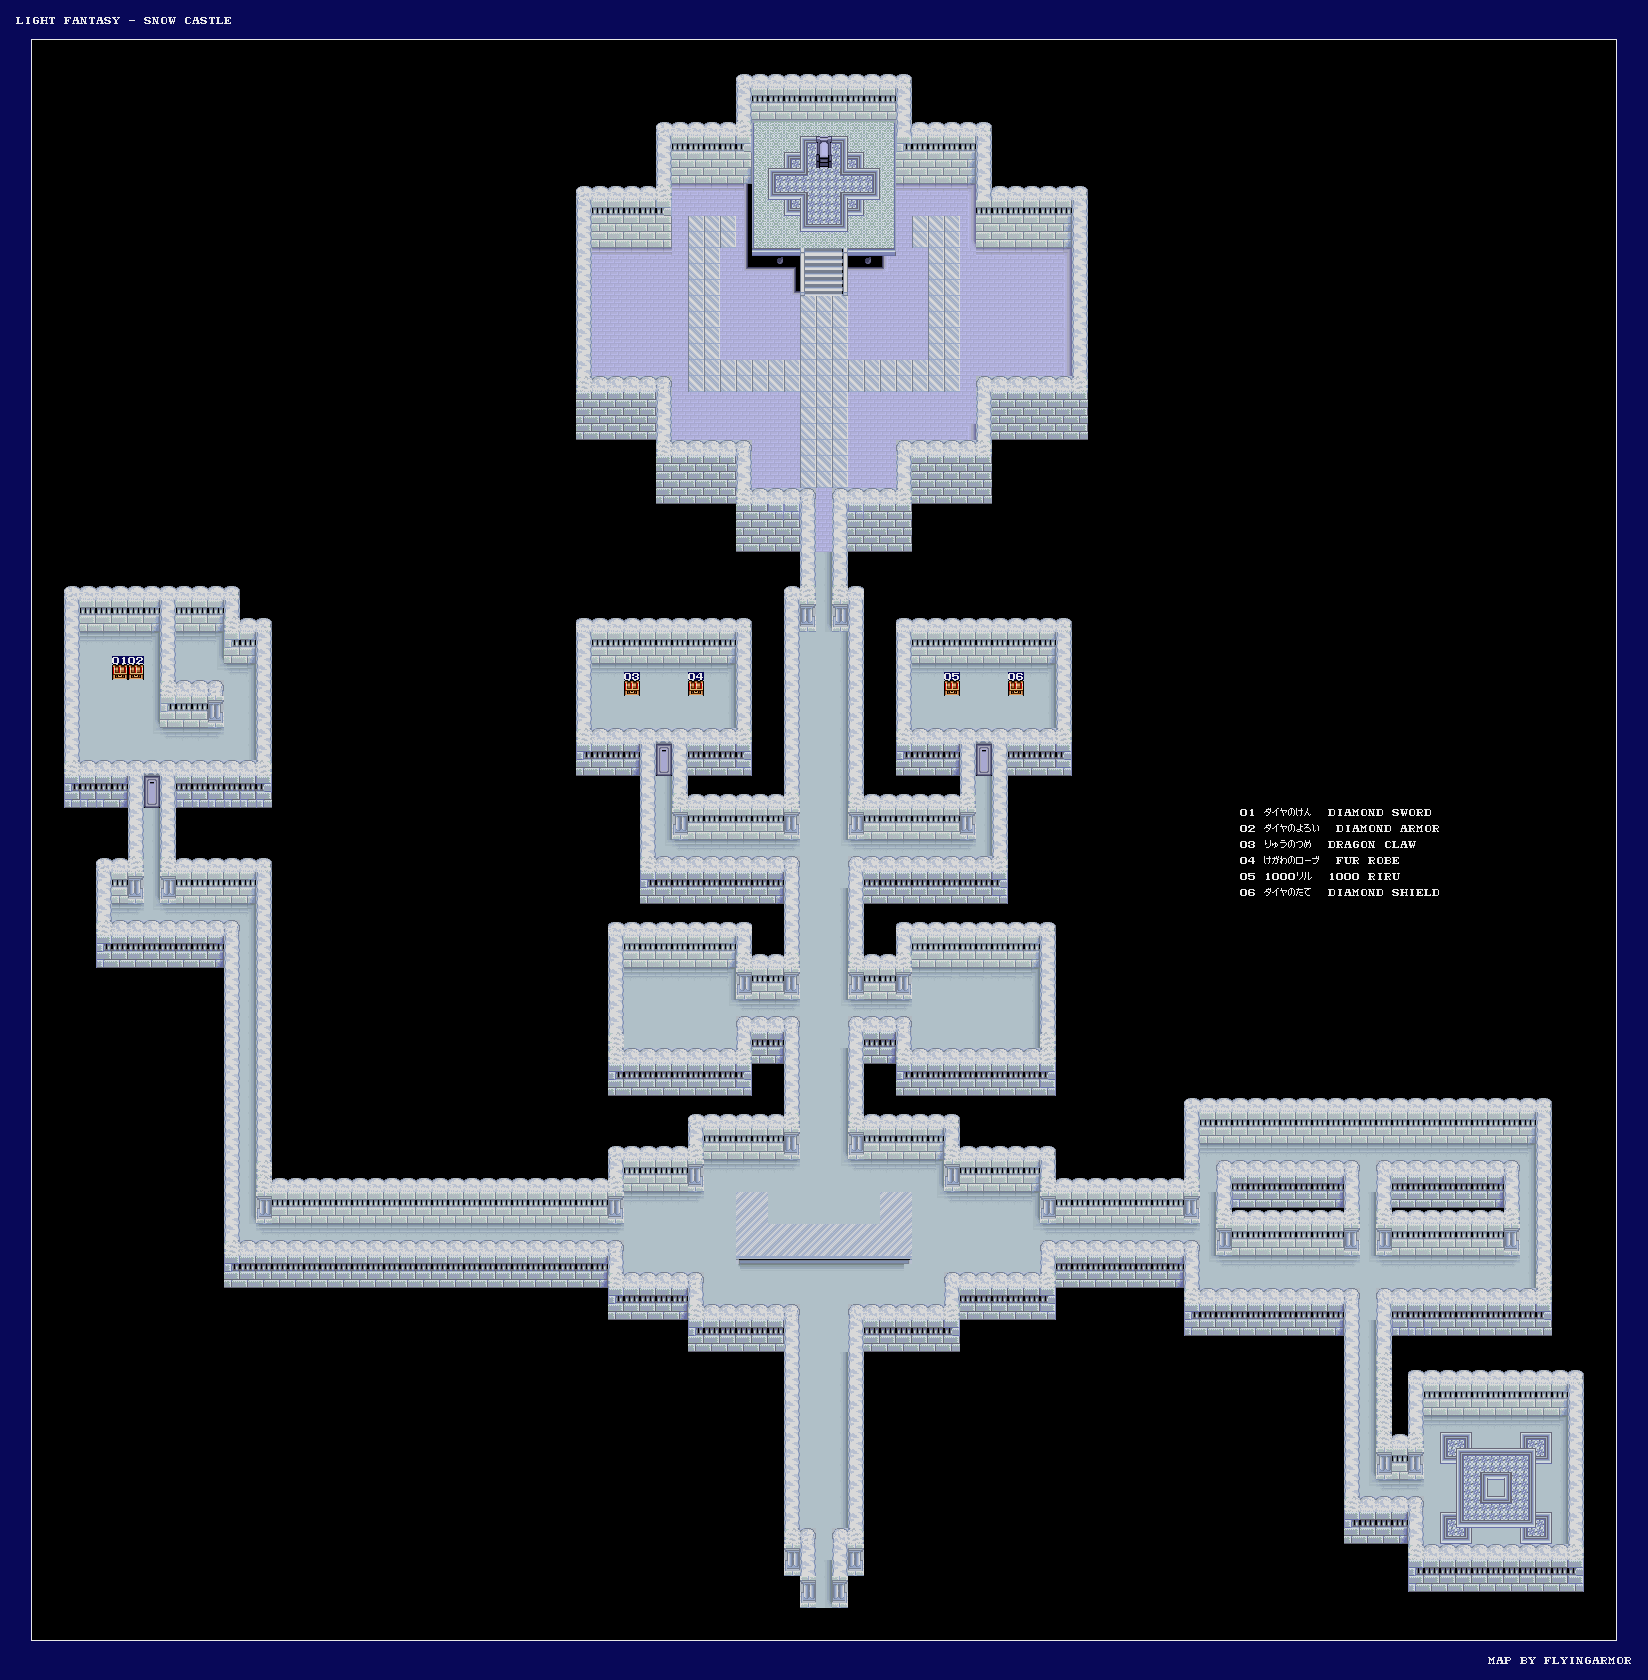 LIGHT FANTASY - SNOW CASTLE
0102
03
04
05
06
01 ダイヤのけん DIAMOND SWORD
02 ダイヤのよろい DIAMOND ARMOR
03 りゅうのつめ DRAGON CLAW
04 けがわのローブ FUR ROBE
05 1000リル 1000 RIRU
06 ダイヤのたて DIAMOND SHIELD
MAP BY FLYINGARMOR